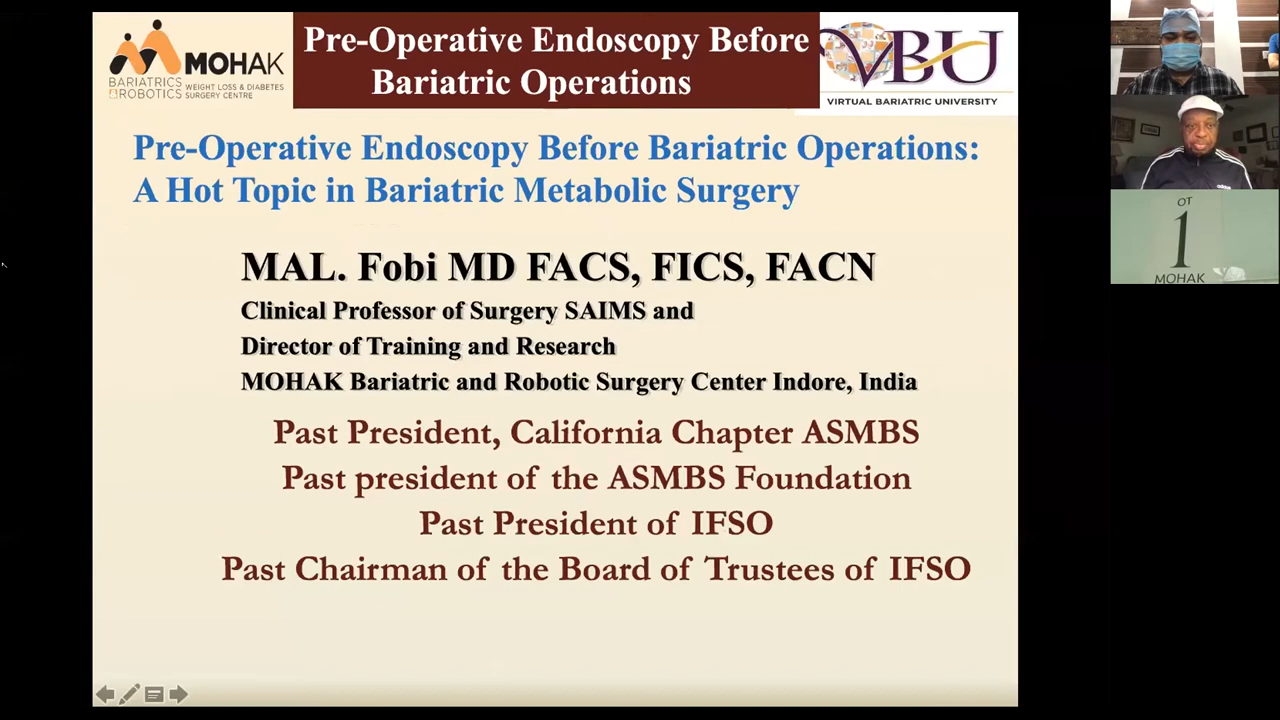 MOHAK
BARIATRICS
& ROBOTICS
WEIGHT LOSS & DIABETES
SURGERY CENTRE
Pre-Operative Endoscopy Before
Bariatric Operations
VBU
VIRTUAL BARIATRIC UNIVERSITY
Pre-Operative Endoscopy Before Bariatric Operations:
A Hot Topic in Bariatric Metabolic Surgery
MAL. Fobi MD FACS, FICS, FACN
Clinical Professor of Surgery SAIMS and
Director of Training and Research
MOHAK Bariatric and Robotic Surgery Center Indore, India
Past President, California Chapter ASMBS
Past president of the ASMBS Foundation
Past President of IFSO
Past Chairman of the Board of Trustees of IFSO
OT
1
MOHAK